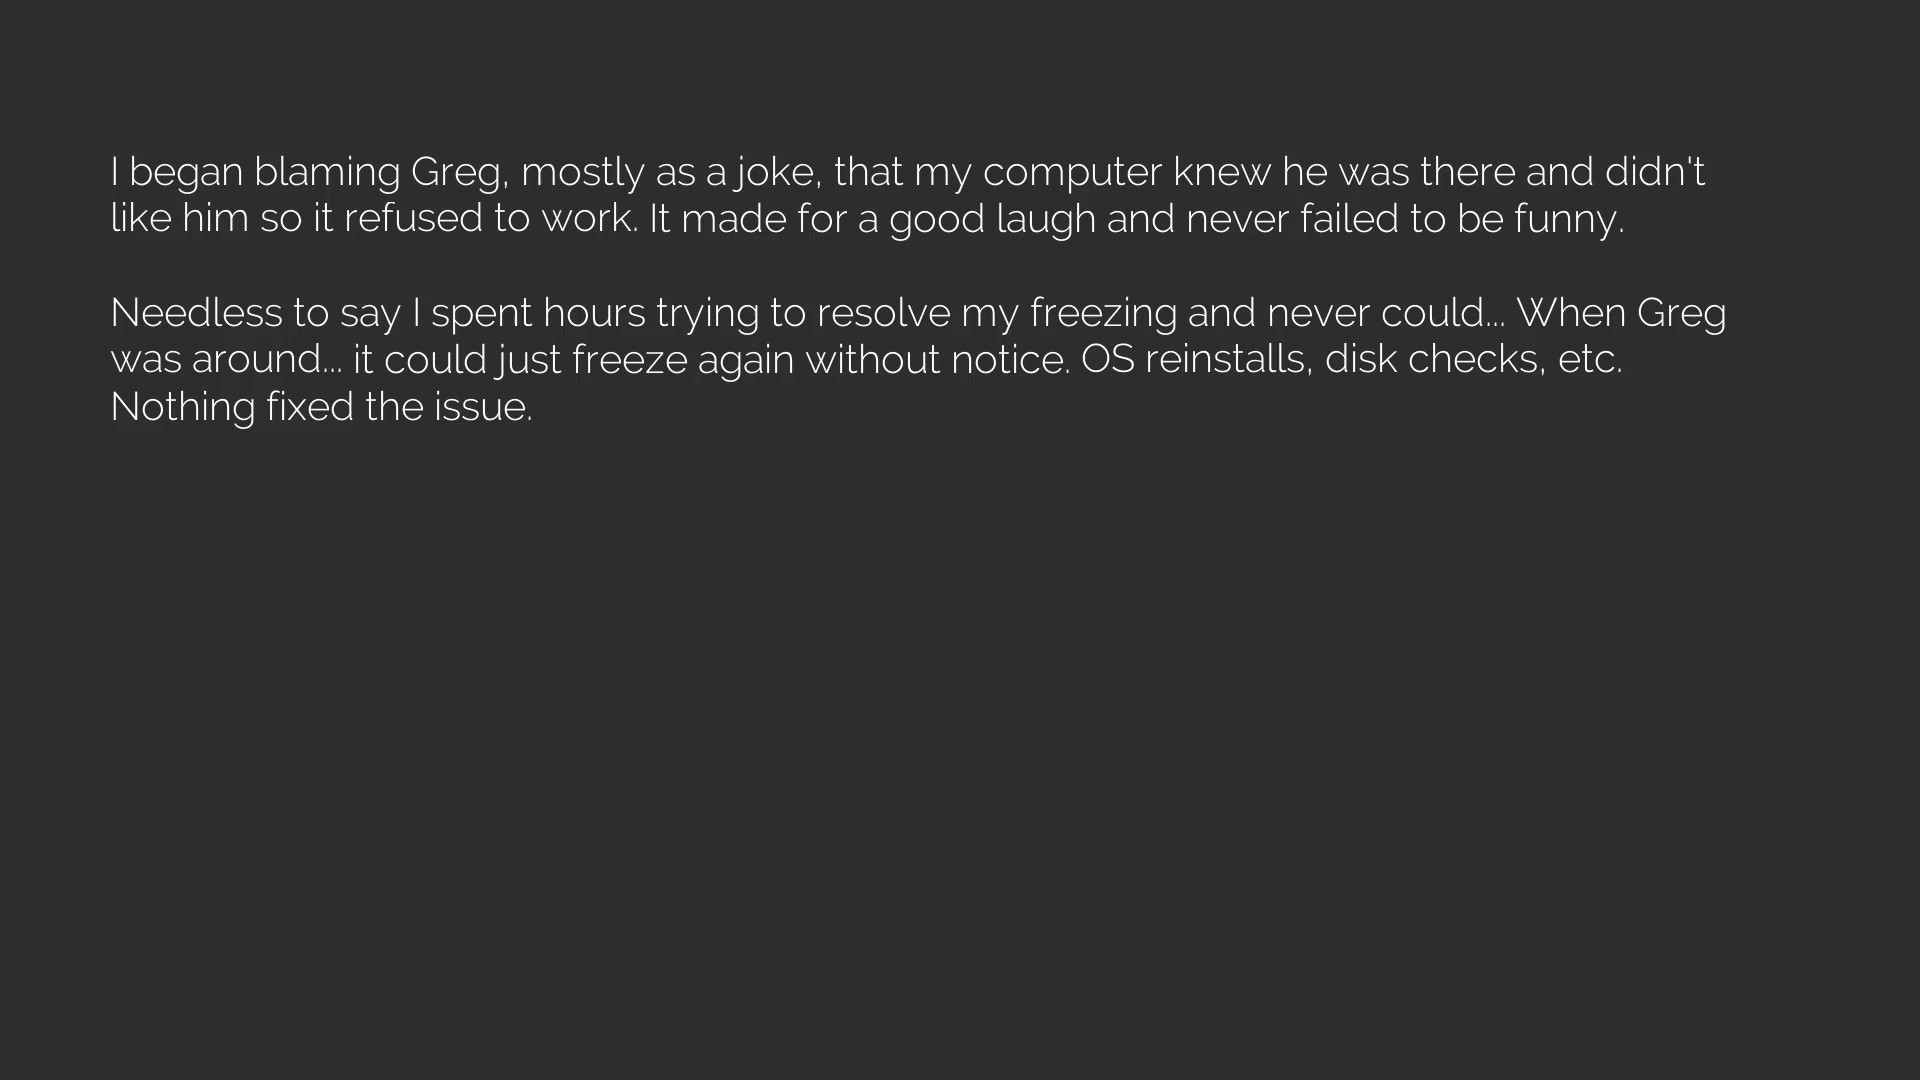 I began blaming Greg, mostly as a joke, that my computer knew he was there and didn't
like him so it refused to work. It made for a good laugh and never failed to be funny.
Needless to say I spent hours trying to resolve my freezing and never could... When Greg
was around... it could just freeze again without notice. OS reinstalls, disk checks, etc.
Nothing fixed the issue.